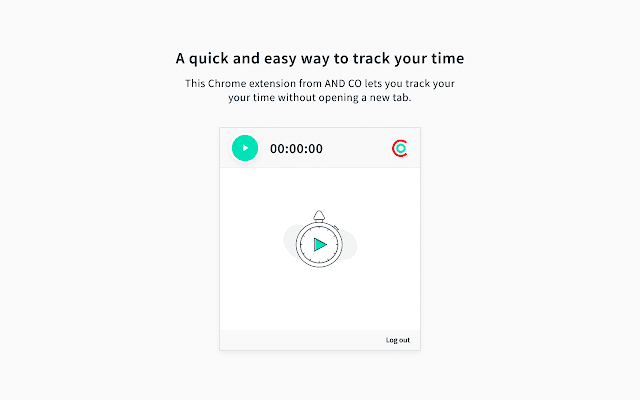 A quick and easy way to track your time
This Chrome extension from AND CO lets you track your
your time without opening a new tab.
00:00:00
Log out